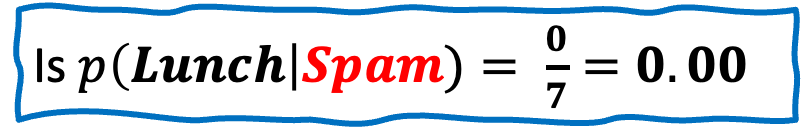 Is p(Lunch|Spam) = 0/7 = 0.00